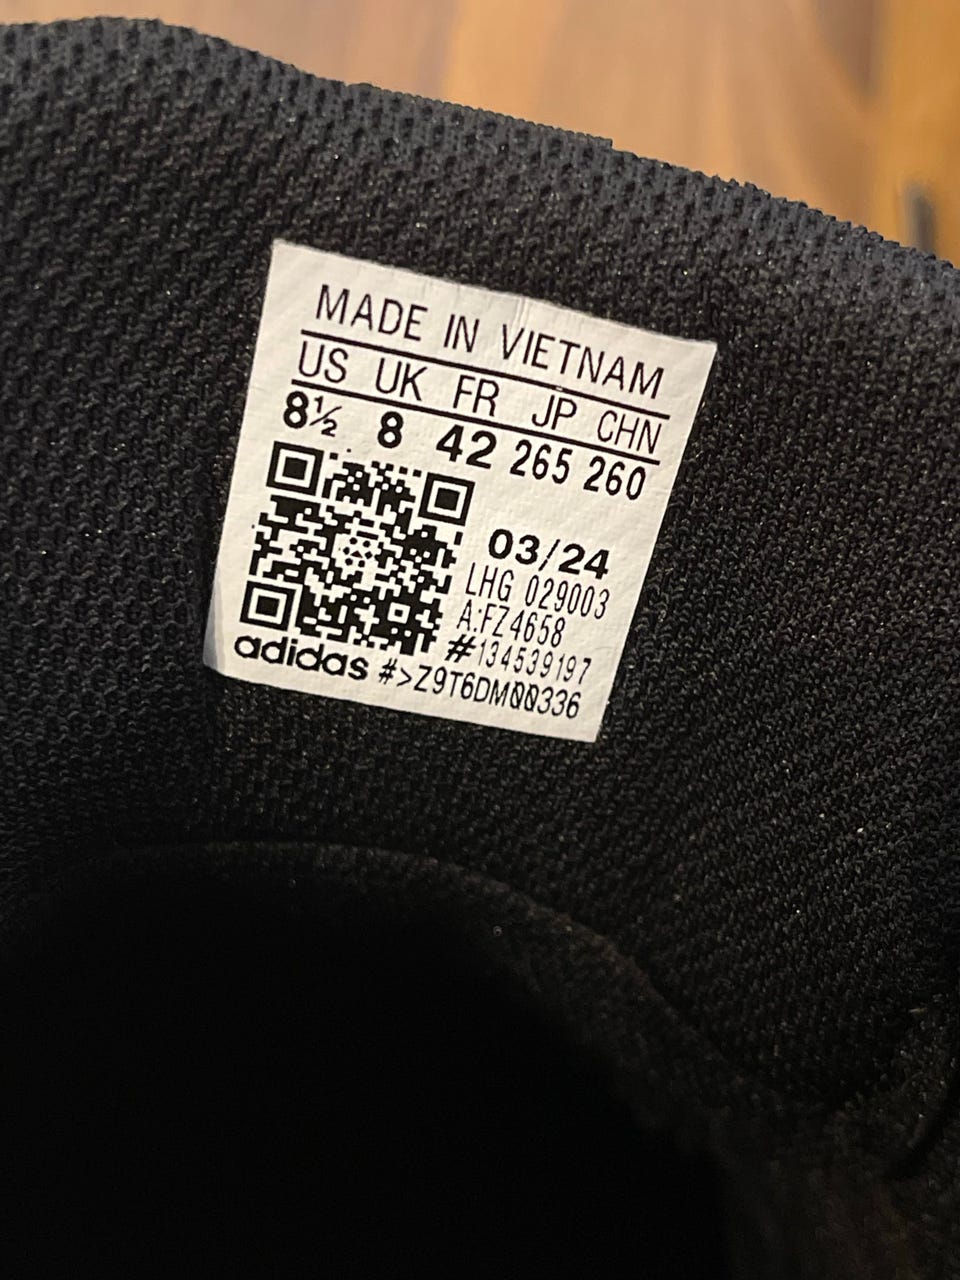 MADE IN VIETNAM
US UK FR JP CHN
8½ 8 42 265 260
03/24
LHG 029003
A:FZ4658
#134539197
adidas #>Z9T6DM00336